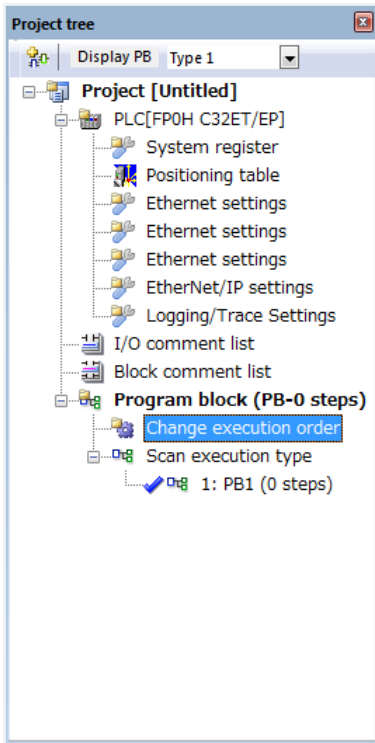 Project tree
Display PB Type 1
Project [Untitled]
PLC[FP0H C32ET/EP]
System register
Positioning table
Ethernet settings
Ethernet settings
Ethernet settings
EtherNet/IP settings
Logging/Trace Settings
I/O comment list
Block comment list
Program block (PB-0 steps)
Change execution order
Scan execution type
1: PB1 (0 steps)